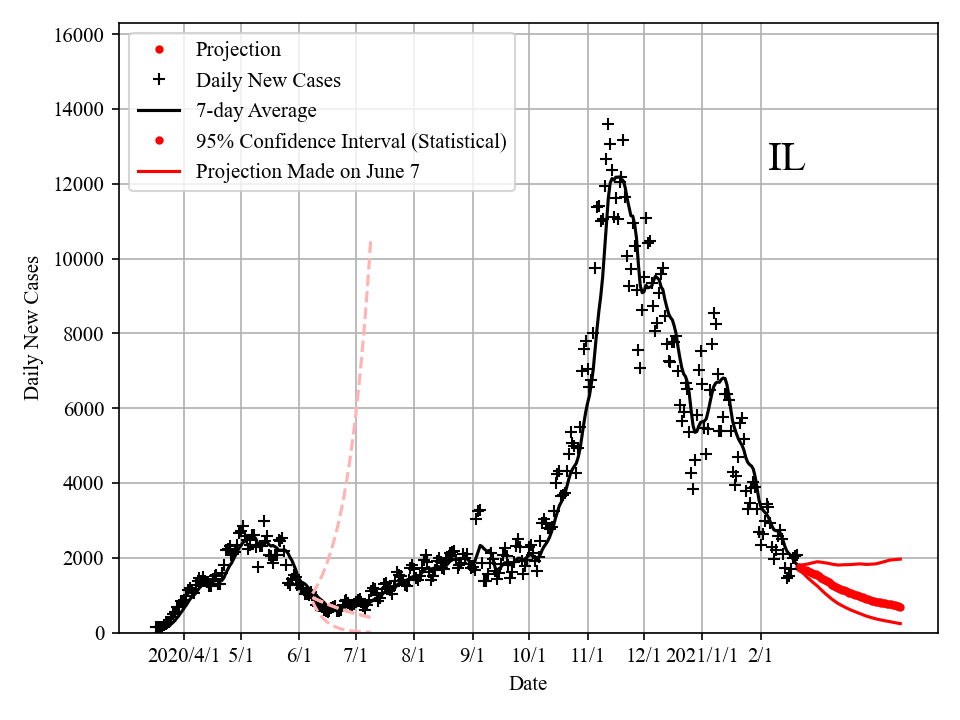 16000
14000
12000
10000
8000
6000
4000
2000
0
Daily New Cases
Projection
Daily New Cases
7-day Average
95% Confidence Interval (Statistical)
Projection Made on June 7
IL
2020/4/1 5/1 6/1 7/1 8/1 9/1 10/1 11/1 12/1 2021/1/1 2/1
Date